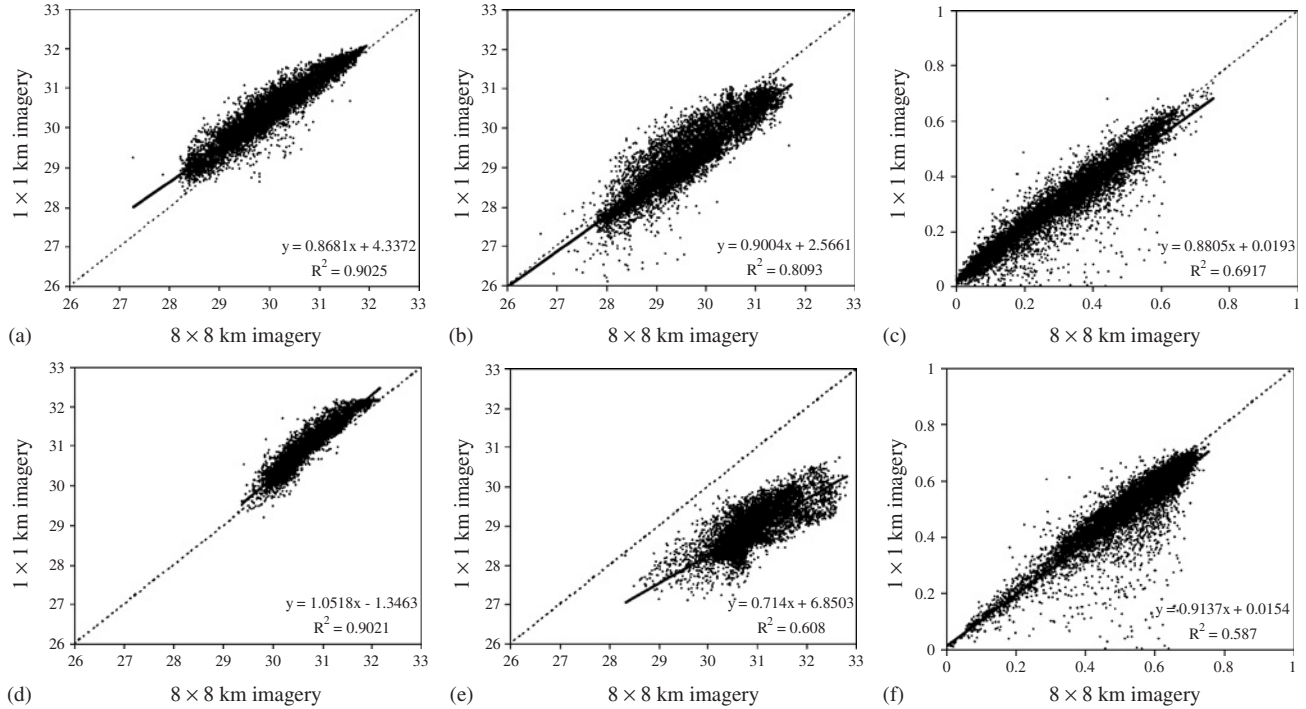 33
32
31
30
29
28
27
26
1 × 1 km imagery
y = 0.8681x + 4.3372
R² = 0.9025
26 27 28 29 30 31 32 33
(a) 8 × 8 km imagery
33
32
31
30
29
28
27
26
1 × 1 km imagery
y = 0.9004x + 2.5661
R² = 0.8093
26 27 28 29 30 31 32 33
(b) 8 × 8 km imagery
1
0.8
0.6
0.4
0.2
0
1 × 1 km imagery
y = 0.8805x + 0.0193
R² = 0.6917
0 0.2 0.4 0.6 0.8 1
(c) 8 × 8 km imagery
33
32
31
30
29
28
27
26
1 × 1 km imagery
y = 1.0518x - 1.3463
R² = 0.9021
26 27 28 29 30 31 32 33
(d) 8 × 8 km imagery
33
32
31
30
29
28
27
26
1 × 1 km imagery
y = 0.714x + 6.8503
R² = 0.608
26 27 28 29 30 31 32 33
(e) 8 × 8 km imagery
1
0.8
0.6
0.4
0.2
0
1 × 1 km imagery
y = 0.9137x + 0.0154
R² = 0.587
0 0.2 0.4 0.6 0.8 1
(f) 8 × 8 km imagery